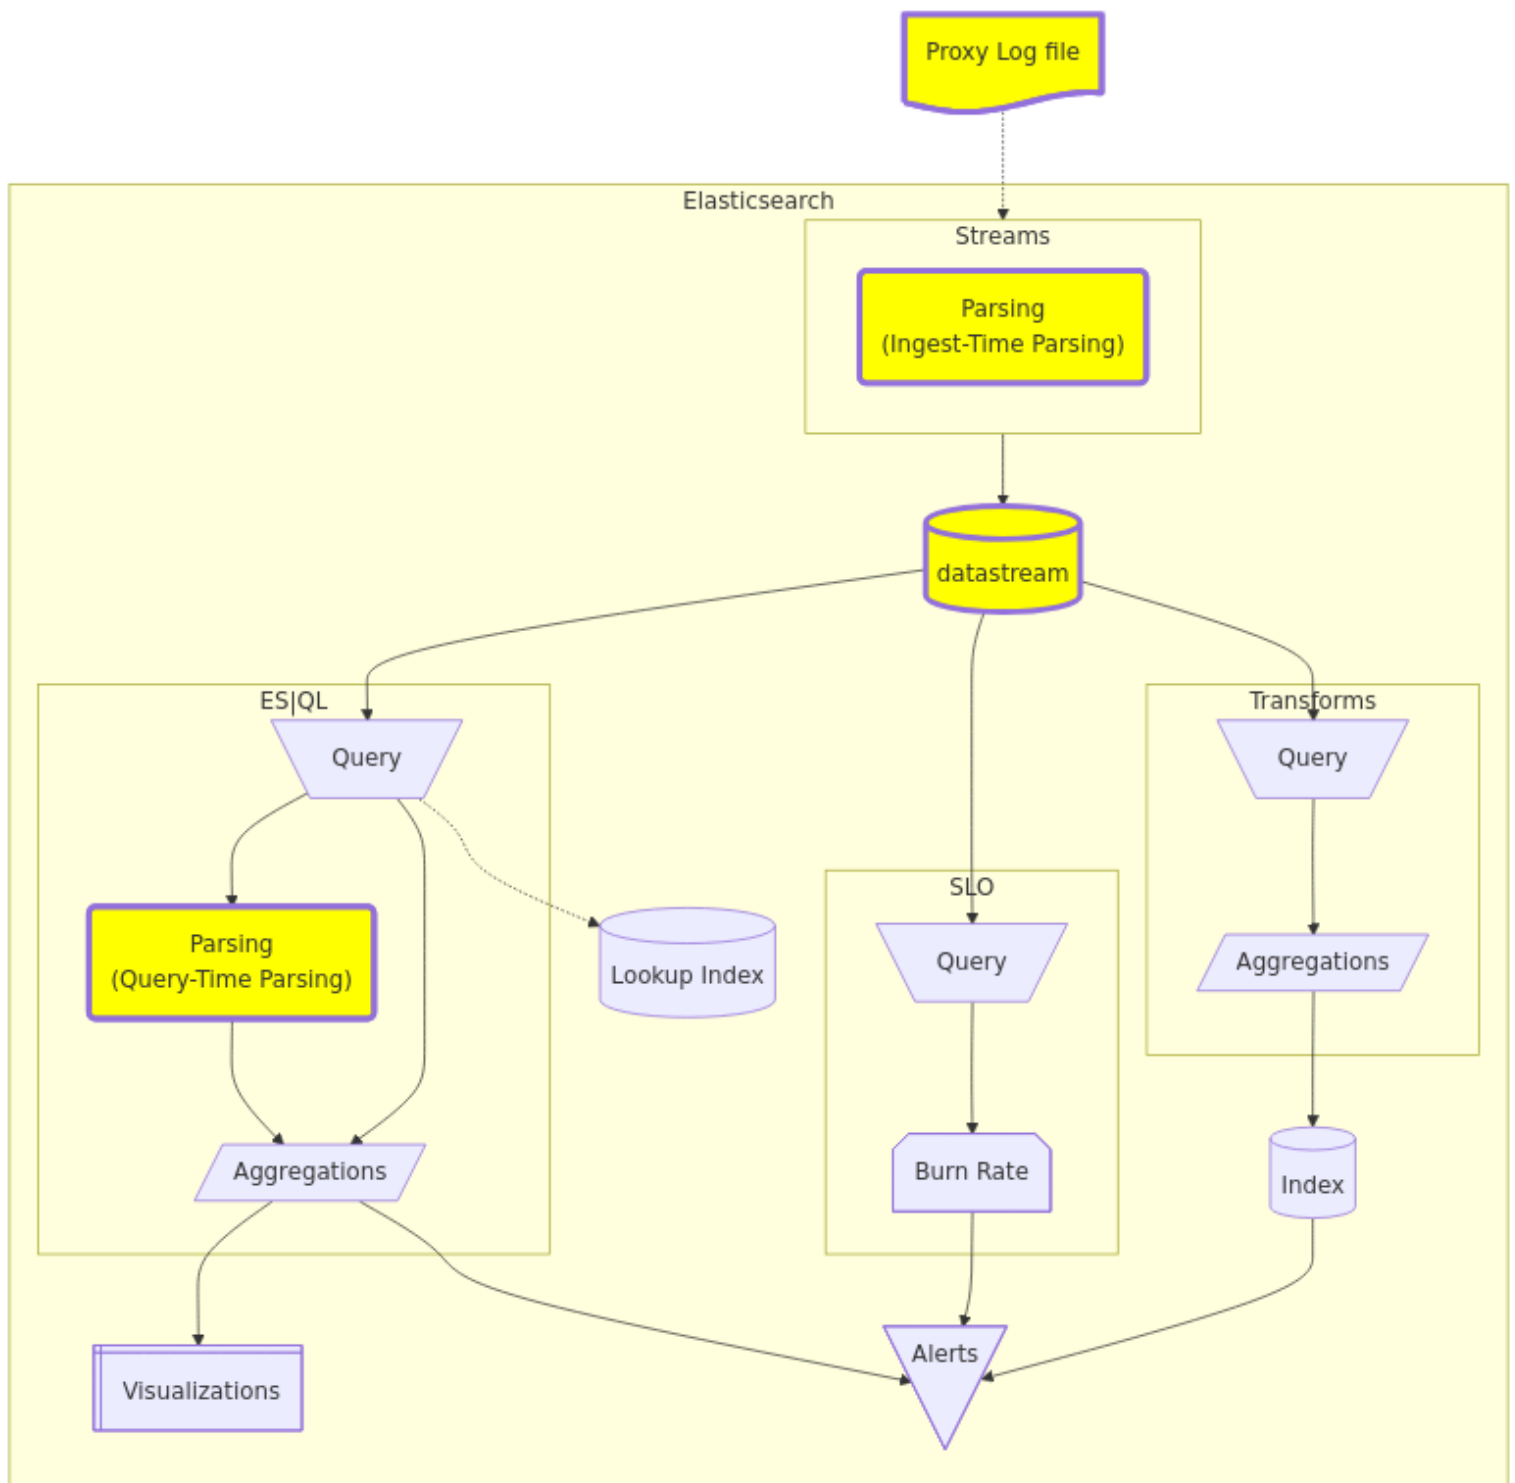 Proxy Log file
Elasticsearch
Streams
Parsing
(Ingest-Time Parsing)
datastream
ES|QL
Query
Parsing
(Query-Time Parsing)
Aggregations
Lookup Index
SLO
Query
Burn Rate
Transforms
Query
Aggregations
Index
Visualizations
Alerts